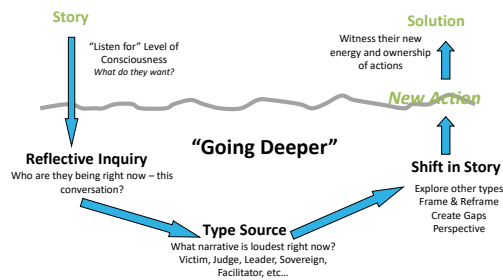 Story
"Listen for" Level of
Consciousness
What do they want?
Solution
Witness their new
energy and ownership
of actions
New Action
"Going Deeper"
Reflective Inquiry
Who are they being right now – this
conversation?
Shift in Story
Explore other types
Frame & Reframe
Create Gaps
Perspective
Type Source
What narrative is loudest right now?
Victim, Judge, Leader, Sovereign,
Facilitator, etc...